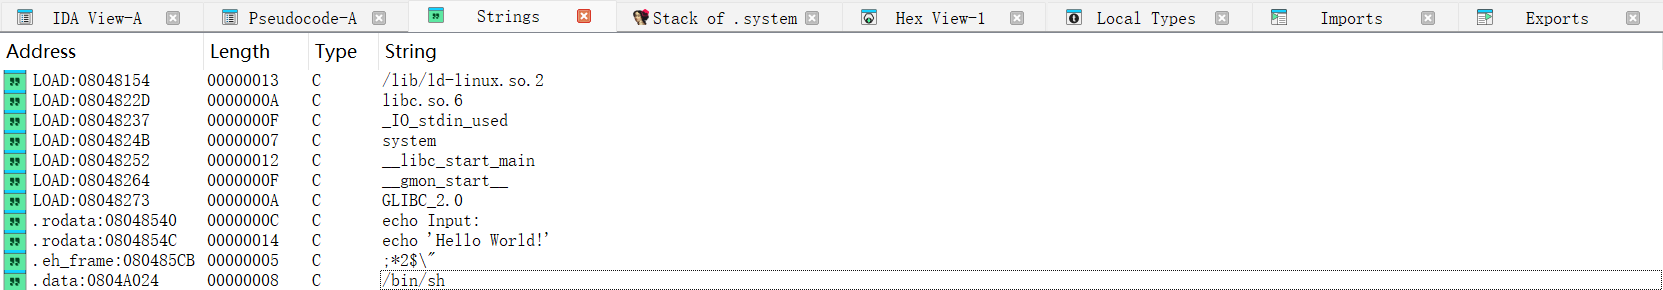 IDA View-A Pseudocode-A Strings Stack of .system Hex View-1 Local Types Imports Exports
Address Length Type String
LOAD:08048154 00000013 C /lib/ld-linux.so.2
LOAD:0804822D 0000000A C libc.so.6
LOAD:08048237 0000000F C _IO_stdin_used
LOAD:0804824B 00000007 C system
LOAD:08048252 00000012 C __libc_start_main
LOAD:08048264 0000000F C __gmon_start__
LOAD:08048273 0000000A C GLIBC_2.0
.rodata:08048540 0000000C C echo Input:
.rodata:0804854C 00000014 C echo 'Hello World!'
.eh_frame:080485CB 00000005 C ;*2$\"
.data:0804A024 00000008 C /bin/sh